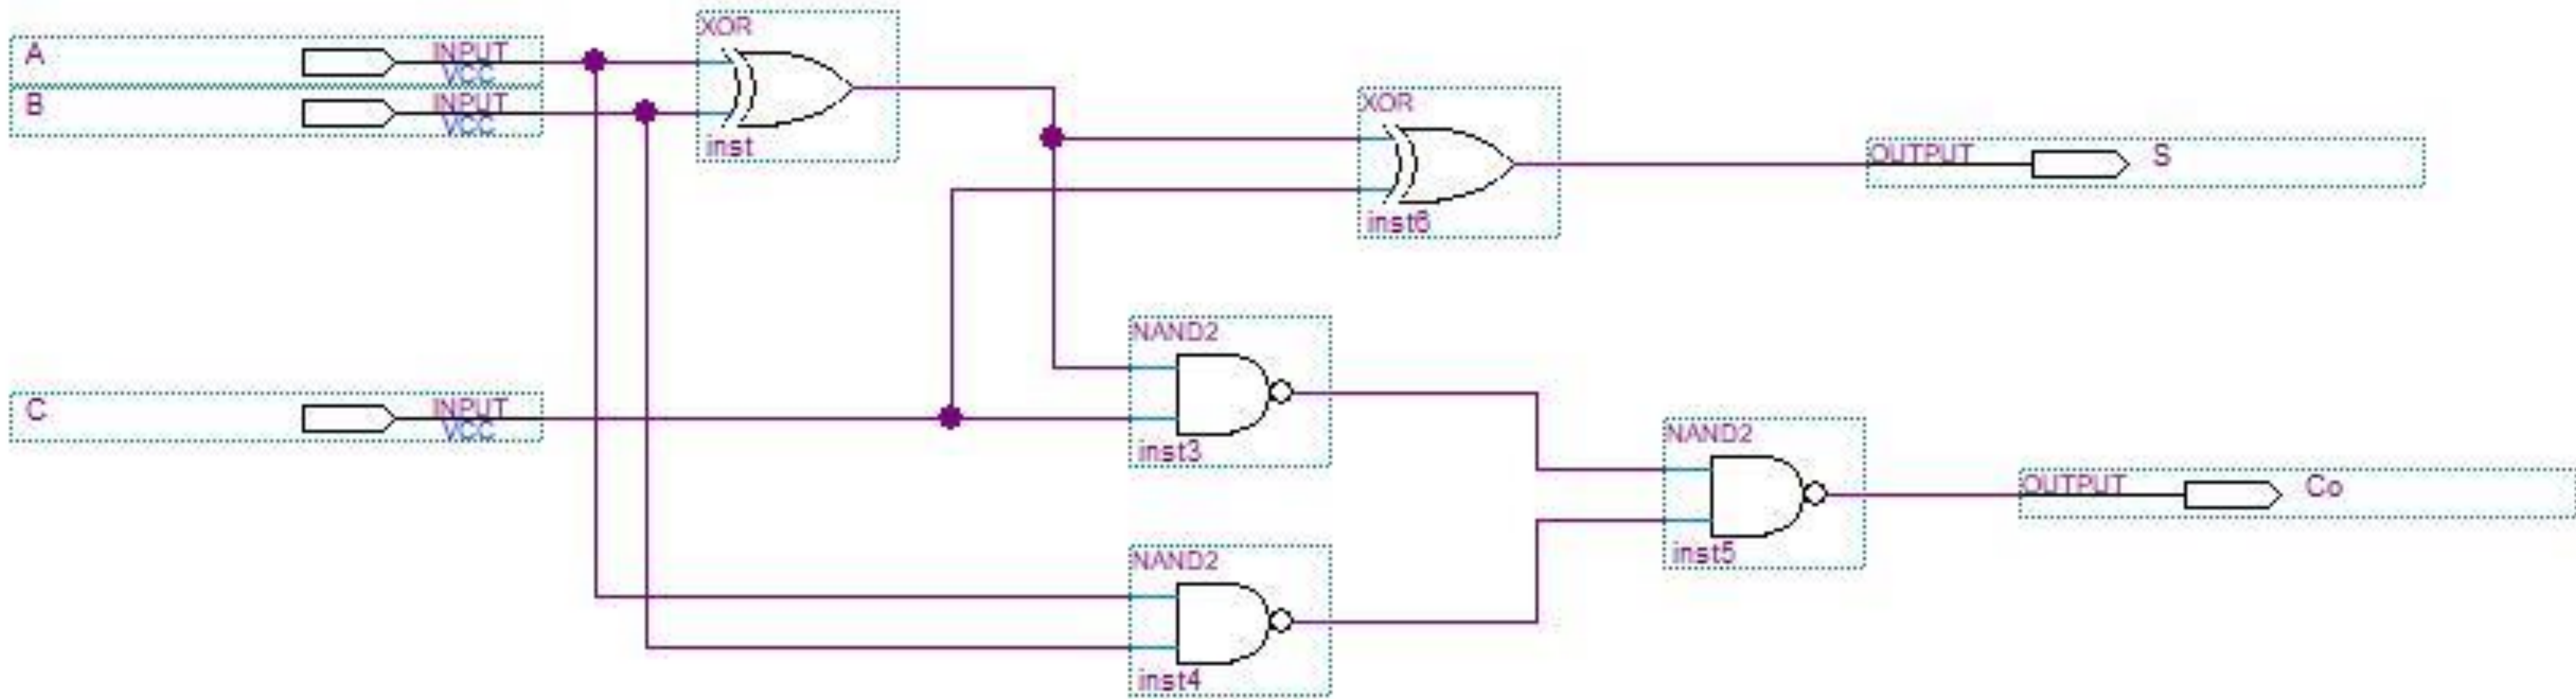 XOR
A
INPUT
VCC
B
INPUT
VCC
inst
XOR
inst6
OUTPUT
S
NAND2
inst3
C
INPUT
VCC
NAND2
inst5
OUTPUT
Co
NAND2
inst4